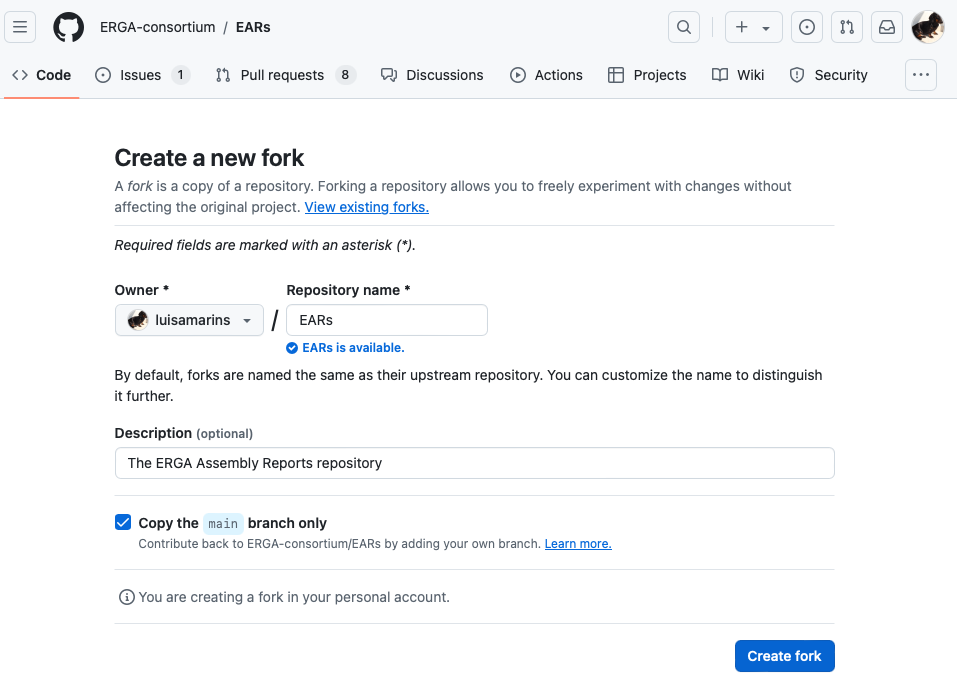 ERGA-consortium / EARs
Code Issues 1 Pull requests 8 Discussions Actions Projects Wiki Security
Create a new fork
A fork is a copy of a repository. Forking a repository allows you to freely experiment with changes without
affecting the original project. View existing forks.
Required fields are marked with an asterisk (*).
Owner * Repository name *
luisamarins / EARs
EARs is available.
By default, forks are named the same as their upstream repository. You can customize the name to distinguish
it further.
Description (optional)
The ERGA Assembly Reports repository
Copy the main branch only
Contribute back to ERGA-consortium/EARs by adding your own branch. Learn more.
You are creating a fork in your personal account.
Create fork